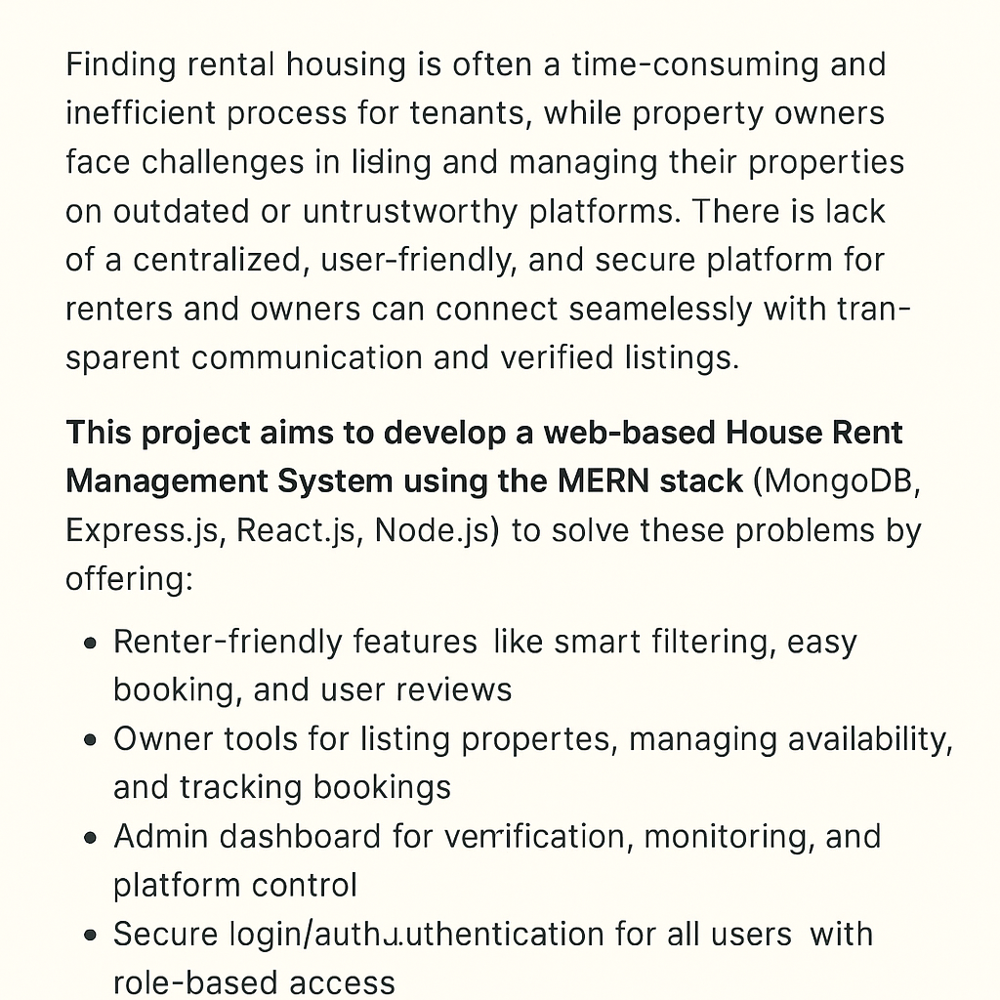 Finding rental housing is often a time-consuming and
inefficient process for tenants, while property owners
face challenges in and managing their properties
on outdated or untrustworthy platforms. There is lack
of a centralized, user-friendly, and secure platform for
renters and owners can connect seamelessly with tran-
sparent communication and verified listings.
This project aims to develop a web-based House Rent
Management System using the MERN stack (MongoDB,
Express.js, React.js, Node.js) to solve these problems by
offering:
• Renter-friendly features like smart filtering, easy
booking, and user reviews
• Owner tools for listing propertes, managing availability,
and tracking bookings
• Admin dashboard for and monitoring, and
platform control
• Secure for all users with
role-based access